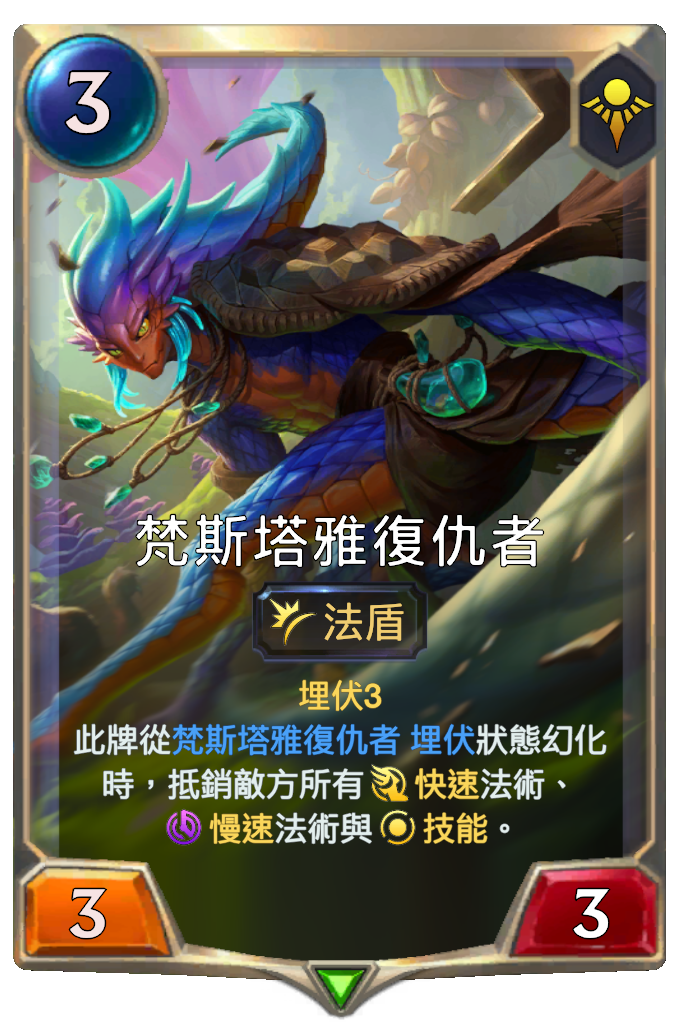 3
梵斯塔雅復仇者
法盾
埋伏3
此牌從梵斯塔雅復仇者 埋伏狀態幻化
時，抵銷敵方所有 快速法術、
慢速法術與 技能。
3
3